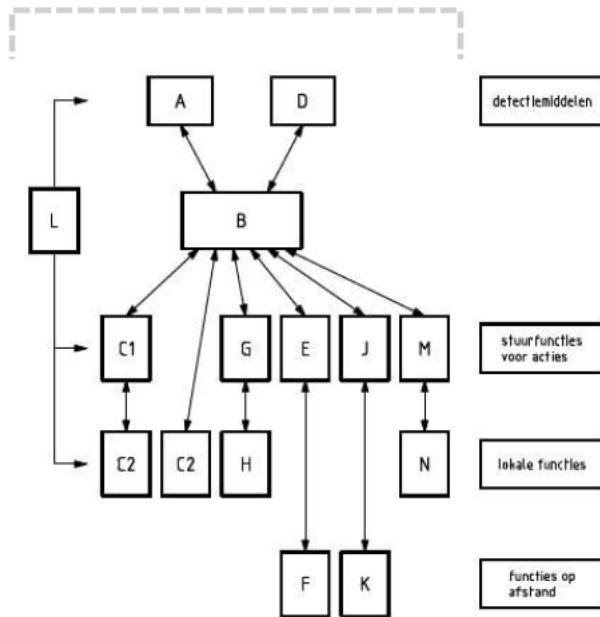 A
D
detectiemiddelen
L
B
C1
G
E
J
M
stuurfuncties
voor acties
C2
C2
H
N
lokale functies
F
K
functies op
afstand